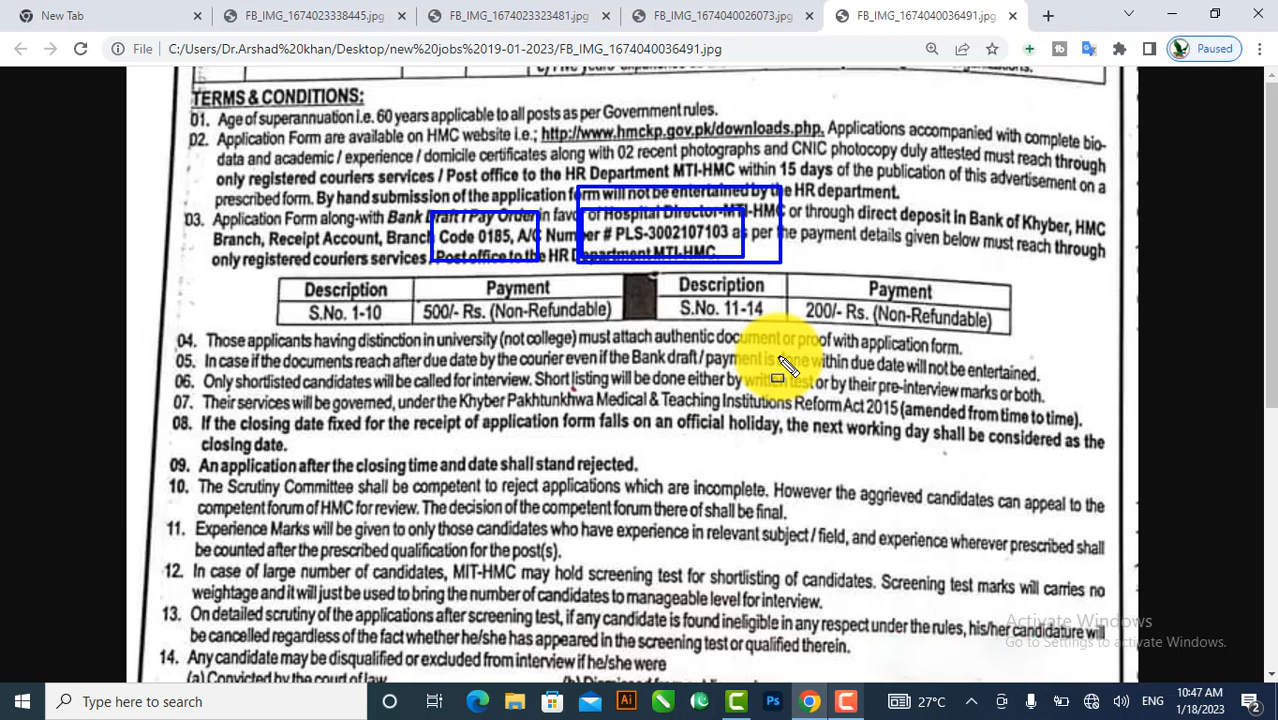 New Tab
FB_IMG_1674023338445.jpg
FB_IMG_1674023323481.jpg
FB_IMG_1674040026073.jpg
FB_IMG_1674040036491.jpg
File
C:/Users/Dr.Arshad%20khan/Desktop/new%20jobs%2019-01-2023/FB_IMG_1674040036491.jpg
Paused
TERMS & CONDITIONS:
01. Age of superannuation i.e. 60 years applicable to all posts as per Government rules.
02. Application Form are available on HMC website i.e.; http://www.hmckp.gov.pk/downloads.php. Applications accompanied with complete bio-
data and academic / experience / domicile certificates along with 02 recent photographs and CNIC photocopy duly attested must reach through
only registered couriers services / Post office to the HR Department MTI-HMC within 15 days of the publication of this advertisement on a
prescribed form. By hand submission of the application form will not be entertained by the HR department.
03. Application Form along-with Bank Draft / Pay Order in favor of Hospital Director-MTI-HMC or through direct deposit in Bank of Khyber, HMC
Branch, Receipt Account, Branch Code 0185, A/C Number # PLS-3002107103 as per the payment details given below must reach through
only registered couriers services / Post office to the HR Department MTI-HMC.
Description Payment Description Payment
S.No. 1-10 500/- Rs. (Non-Refundable) S.No. 11-14 200/- Rs. (Non-Refundable)
04. Those applicants having distinction in university (not college) must attach authentic document or proof with application form.
05. In case if the documents reach after due date by the courier even if the Bank draft / payment is done within due date will not be entertained.
06. Only shortlisted candidates will be called for interview. Short listing will be done either by written test or by their pre-interview marks or both.
07. Their services will be governed, under the Khyber Pakhtunkhwa Medical & Teaching Institutions Reform Act 2015 (amended from time to time).
08. If the closing date fixed for the receipt of application form falls on an official holiday, the next working day shall be considered as the
closing date.
09. An application after the closing time and date shall stand rejected.
10. The Scrutiny Committee shall be competent to reject applications which are incomplete. However the aggrieved candidates can appeal to the
competent forum of HMC for review. The decision of the competent forum there of shall be final.
11. Experience Marks will be given to only those candidates who have experience in relevant subject / field, and experience wherever prescribed shall
be counted after the prescribed qualification for the post(s).
12. In case of large number of candidates, MIT-HMC may hold screening test for shortlisting of candidates. Screening test marks will carries no
weightage and it will just be used to bring the number of candidates to manageable level for interview.
13. On detailed scrutiny of the applications after screening test, if any candidate is found ineligible in any respect under the rules, his/her candidature will
be cancelled regardless of the fact whether he/she has appeared in the screening test or qualified therein.
14. Any candidate may be disqualified or excluded from interview if he/she were
(a) Convicted by the court of law.
Activate Windows
Go to Settings to activate Windows.
Type here to search
27°C
ENG
10:47 AM
1/18/2023
2